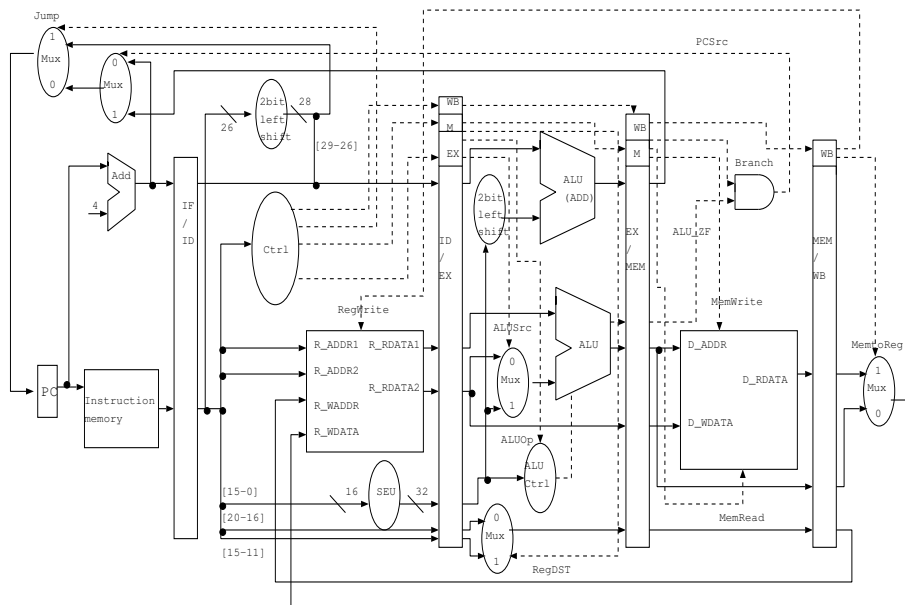 Jump
1
Mux
0
0
Mux
1
PCSrc
2bit
left
shift
28
26
[29-26]
WB
M
EX
WB
M
WB
Branch
Add
4
ALU
(ADD)
2bit
left
shift
IF
/
ID
Ctrl
ID
/
EX
EX
/
MEM
ALU_ZF
MEM
/
WB
RegWrite
MemWrite
ALUSrc
MemtoReg
R_ADDR1
R_RDATA1
R_ADDR2
R_RDATA2
R_WADDR
R_WDATA
0
Mux
1
ALU
D_ADDR
D_RDATA
D_WDATA
1
Mux
0
PC
Instruction
memory
ALUOp
ALU
Ctrl
[15-0]
16
SEU
32
[20-16]
[15-11]
0
Mux
1
RegDST
MemRead